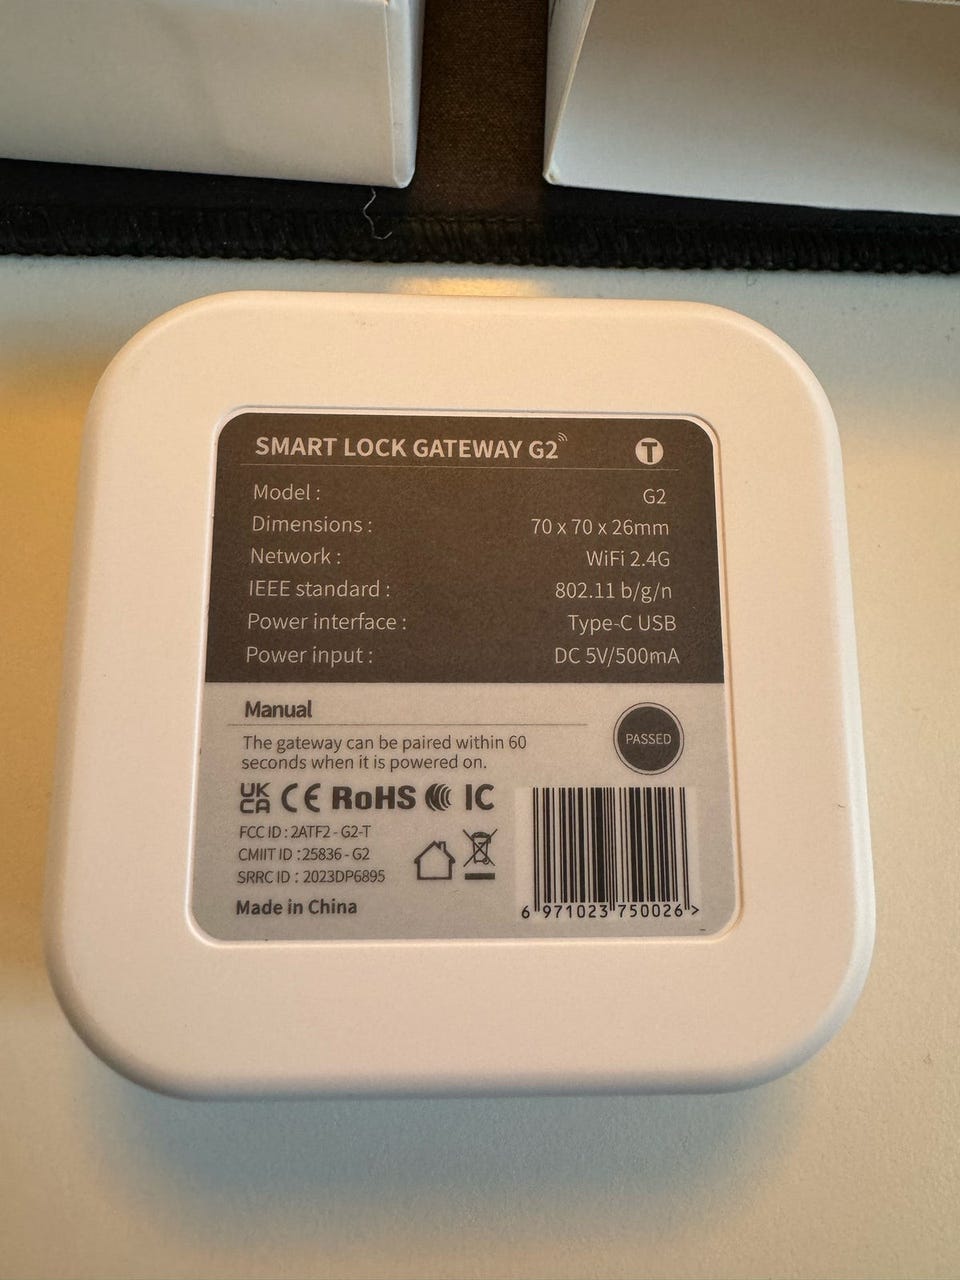 SMART LOCK GATEWAY G2
T
Model : G2
Dimensions : 70 x 70 x 26mm
Network : WiFi 2.4G
IEEE standard : 802.11 b/g/n
Power interface : Type-C USB
Power input : DC 5V/500mA
Manual
The gateway can be paired within 60
seconds when it is powered on.
PASSED
UK
CA CE RoHS IC
FCC ID : 2ATF2 - G2-T
CMIIT ID :25836 - G2
SRRC ID : 2023DP6895
Made in China
6 971023 750026 >